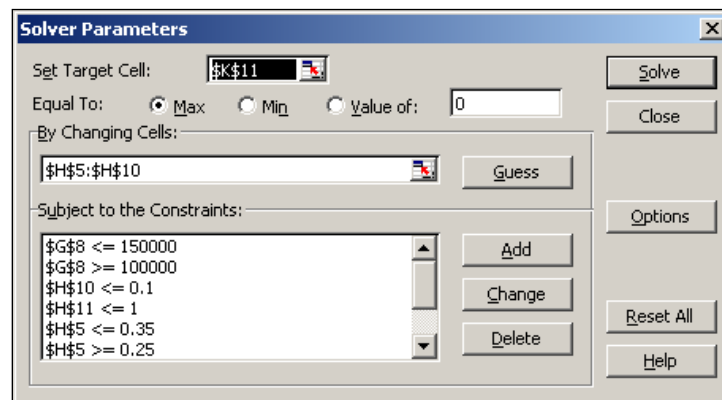 Solver Parameters
Set Target Cell: $K$11 Solve
Equal To: Max Min Value of: 0 Close
By Changing Cells:
$H$5:$H$10 Guess
Subject to the Constraints: Options
$G$8 <= 150000 Add
$G$8 >= 100000
$H$10 <= 0.1 Change
$H$11 <= 1
$H$5 <= 0.35 Delete Reset All
$H$5 >= 0.25 Help